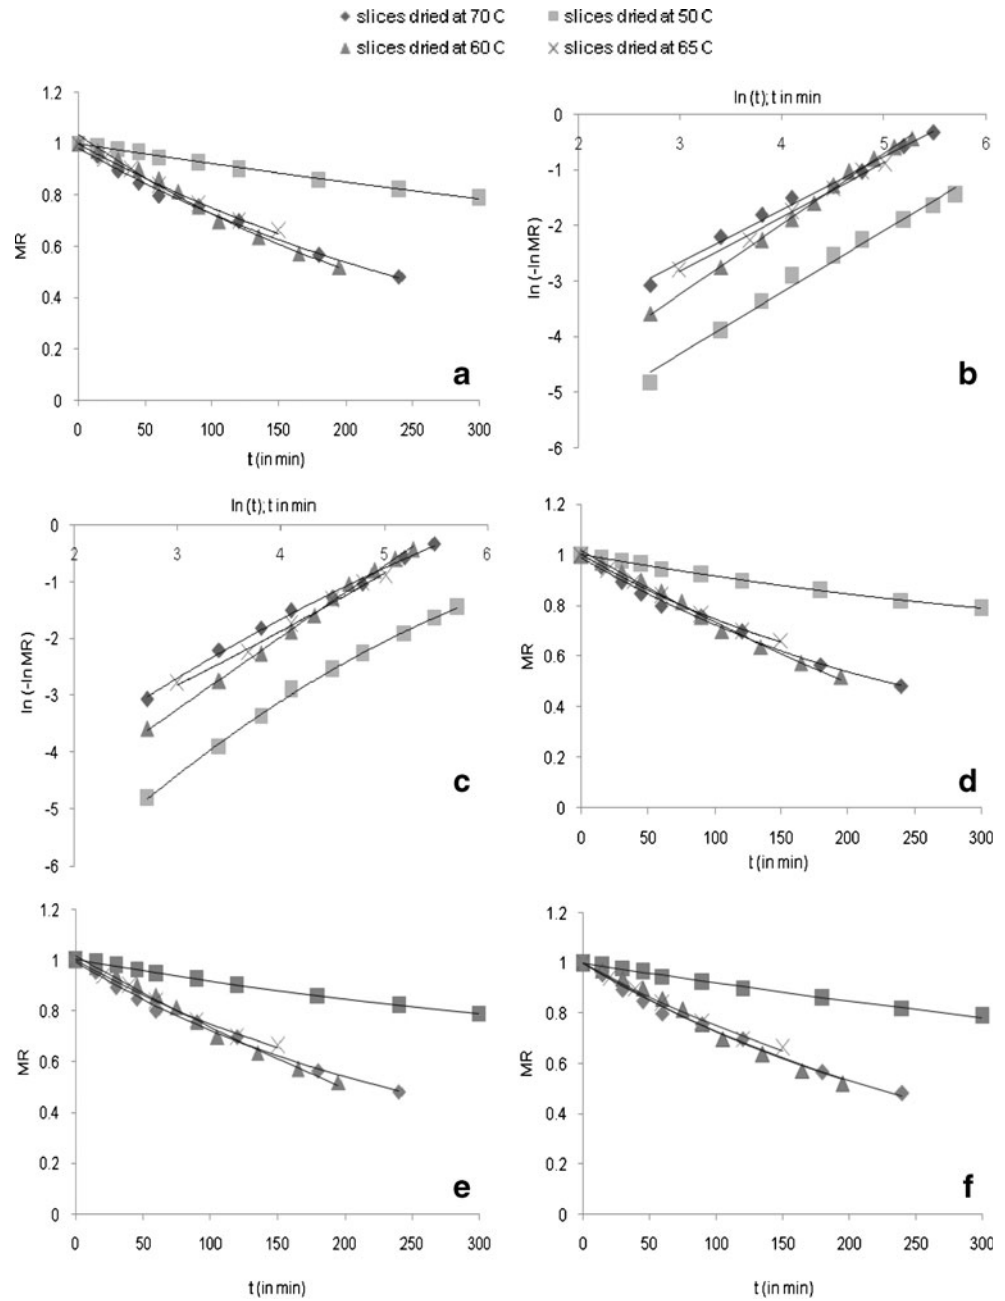 slices dried at 70 C slices dried at 50 C
slices dried at 60 C slices dried at 65 C
1.2
1
0.8
0.6
0.4
0.2
0
MR
0 50 100 150 200 250 300
t (in min)
a
ln (t); t in min
2 3 4 5 6
0
-1
-2
-3
-4
-5
-6
ln (-ln MR)
b
ln (t); t in min
2 3 4 5 6
0
-1
-2
-3
-4
-5
-6
ln (-ln MR)
c
1.2
1
0.8
0.6
0.4
0.2
0
MR
0 50 100 150 200 250 300
t (in min)
d
1.2
1
0.8
0.6
0.4
0.2
0
MR
0 50 100 150 200 250 300
t (in min)
e
1.2
1
0.8
0.6
0.4
0.2
0
MR
0 50 100 150 200 250 300
t (in min)
f